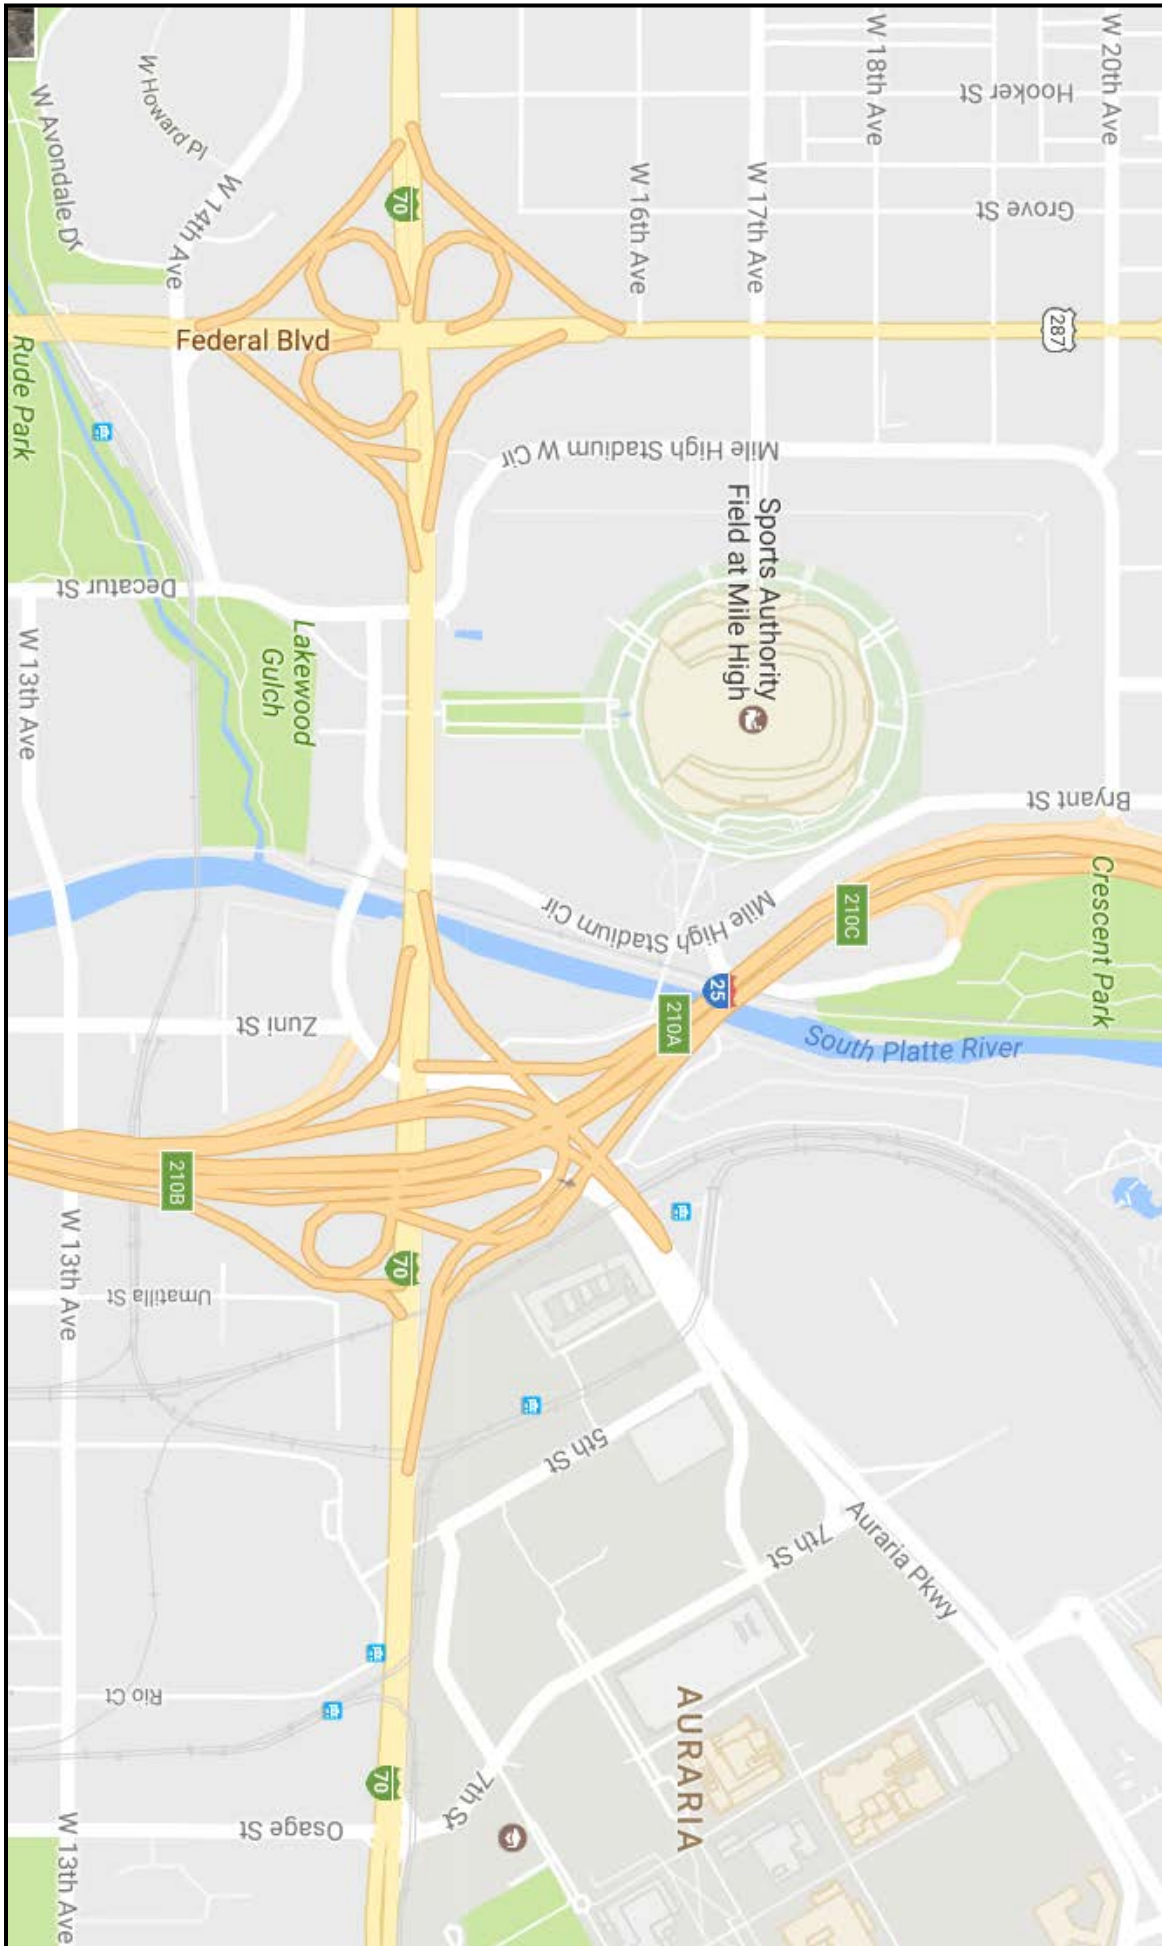 W 20th Ave
Bryant St
Crescent Park
287
Hooker St
Grove St
W 18th Ave
South Platte River
Auraria Pkwy
210C
7th St
W 17th Ave
Sports Authority
Field at Mile High
25
Mile High Stadium W Cir
Mile High Stadium Cir
210A
AURARIA
W 16th Ave
5th St
7th St
70
70
70
Federal Blvd
Lakewood
Gulch
Zuni St
Osage St
W 14th Ave
W Howard Pl
210B
Umatilla St
Rio Ct
Decatur St
W Avondale Dr
W 13th Ave
W 13th Ave
W 13th Ave
Rude Park